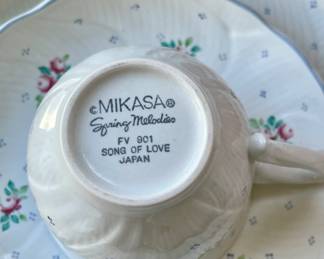 ©MIKASA®
Spring Melodies
FV 901
SONG OF LOVE
JAPAN